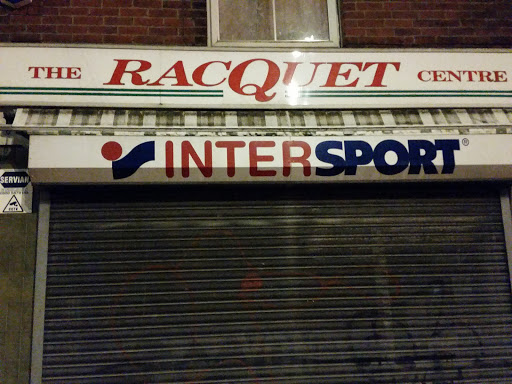 THE RACQUET CENTRE
INTERSPORT®
SERVIAN